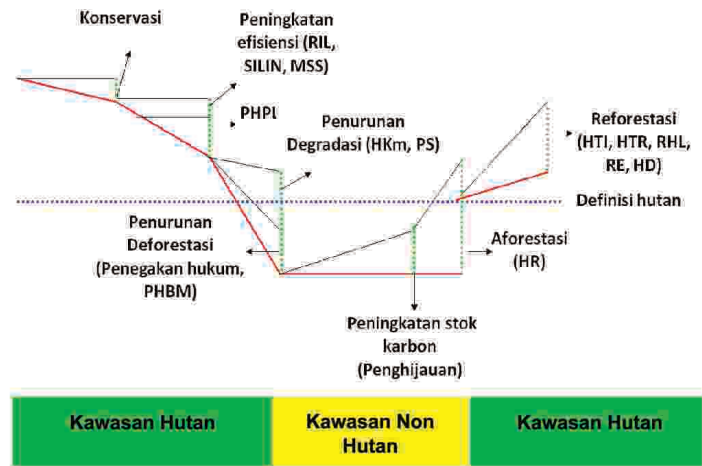 Konservasi
Peningkatan
efisiensi (RIL,
SILIN, MSS)
PHPL
Penurunan
Degradasi (HKm, PS)
Reforestasi
(HTI, HTR, RHL,
RE, HD)
Definisi hutan
Penurunan
Deforestasi
(Penegakan hukum,
PHBM)
Aforestasi
(HR)
Peningkatan stok
karbon
(Penghijauan)
Kawasan Hutan
Kawasan Non
Hutan
Kawasan Hutan